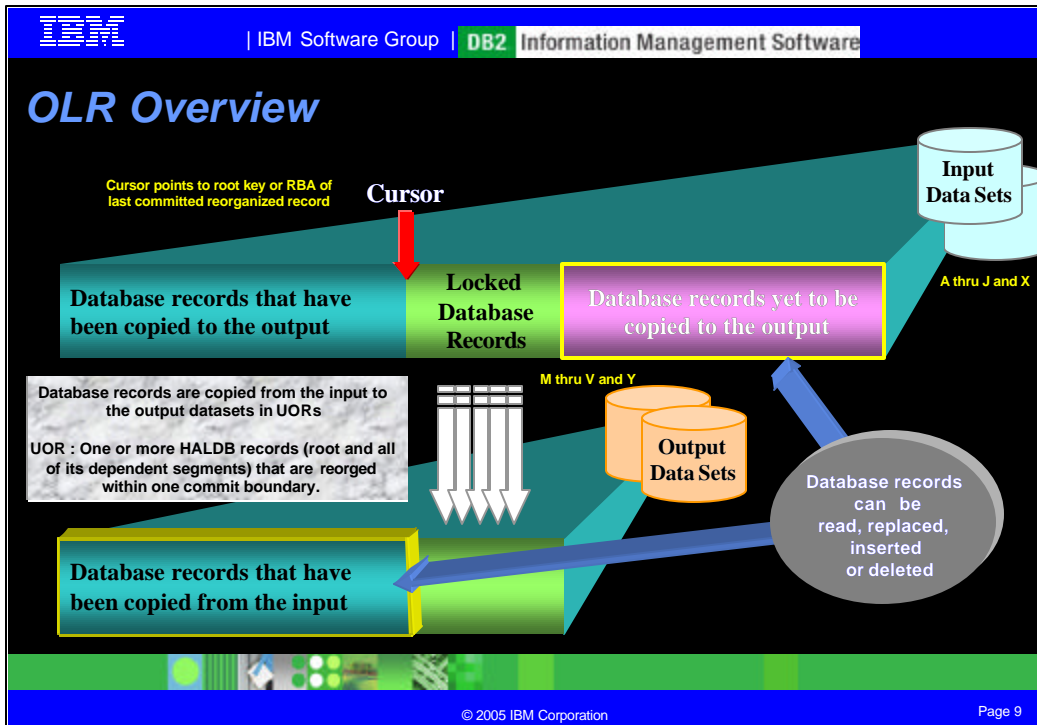 IBM
| IBM Software Group | DB2 Information Management Software
OLR Overview
Cursor points to root key or RBA of
last committed reorganized record
Cursor
Input
Data Sets
A thru J and X
Database records that have
been copied to the output
Locked
Database
Records
Database records yet to be
copied to the output
M thru V and Y
Database records are copied from the input to
the output datasets in UORs
UOR : One or more HALDB records (root and all
of its dependent segments) that are reorged
within one commit boundary.
Output
Data Sets
Database records
can be
read, replaced,
inserted
or deleted
Database records that have
been copied from the input
© 2005 IBM Corporation
Page 9